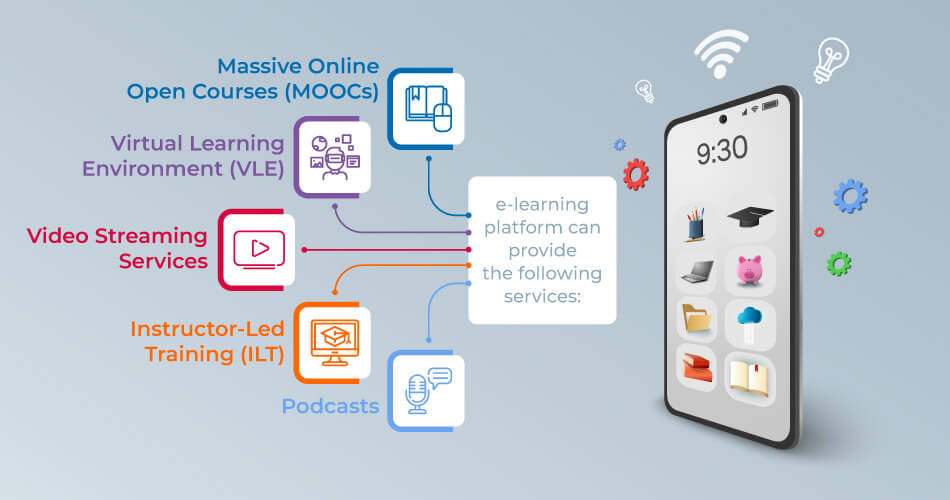 Massive Online
Open Courses (MOOCs)
Virtual Learning
Environment (VLE)
Video Streaming
Services
Instructor-Led
Training (ILT)
Podcasts
e-learning
platform can
provide
the following
services:
9:30